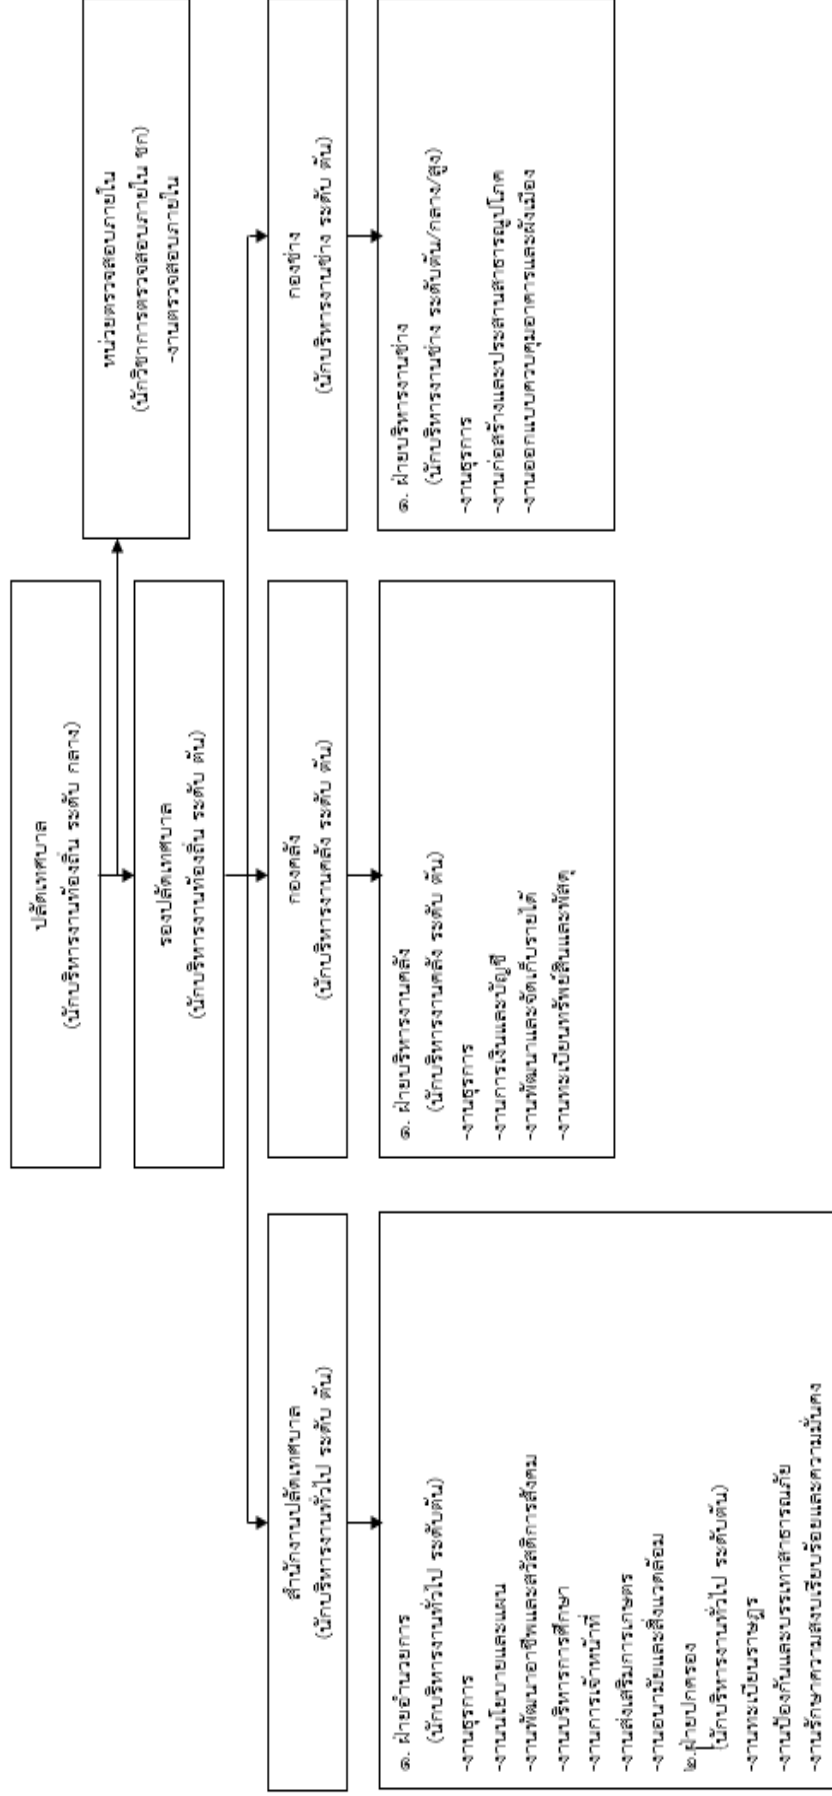 ปลัดเทศบาล
(นักบริหารงานท้องถิ่น ระดับ กลาง)
หน่วยตรวจสอบภายใน
(นักวิชาการตรวจสอบภายใน ชก)
-งานตรวจสอบภายใน
รองปลัดเทศบาล
(นักบริหารงานท้องถิ่น ระดับ ต้น)
สำนักงานปลัดเทศบาล
(นักบริหารงานทั่วไป ระดับ ต้น)
กองคลัง
(นักบริหารงานคลัง ระดับ ต้น)
กองช่าง
(นักบริหารงานช่าง ระดับ ต้น)
๑. ฝ่ายอำนวยการ
(นักบริหารงานทั่วไป ระดับต้น)
-งานธุรการ
-งานนโยบายและแผน
-งานพัฒนาอาชีพและสวัสดิการสังคม
-งานบริหารการศึกษา
-งานการเจ้าหน้าที่
-งานส่งเสริมการเกษตร
-งานอนามัยและสิ่งแวดล้อม
๒.ฝ่ายปกครอง
(นักบริหารงานทั่วไป ระดับต้น)
-งานทะเบียนราษฎร
-งานป้องกันและบรรเทาสาธารณภัย
-งานรักษาความสงบเรียบร้อยและความมั่นคง
๑. ฝ่ายบริหารงานคลัง
(นักบริหารงานคลัง ระดับ ต้น)
-งานธุรการ
-งานการเงินและบัญชี
-งานพัฒนาและจัดเก็บรายได้
-งานทะเบียนทรัพย์สินและพัสดุ
๑. ฝ่ายบริหารงานช่าง
(นักบริหารงานช่าง ระดับต้น/กลาง/สูง)
-งานธุรการ
-งานก่อสร้างและประสานสาธารณูปโภค
-งานออกแบบควบคุมอาคารและผังเมือง